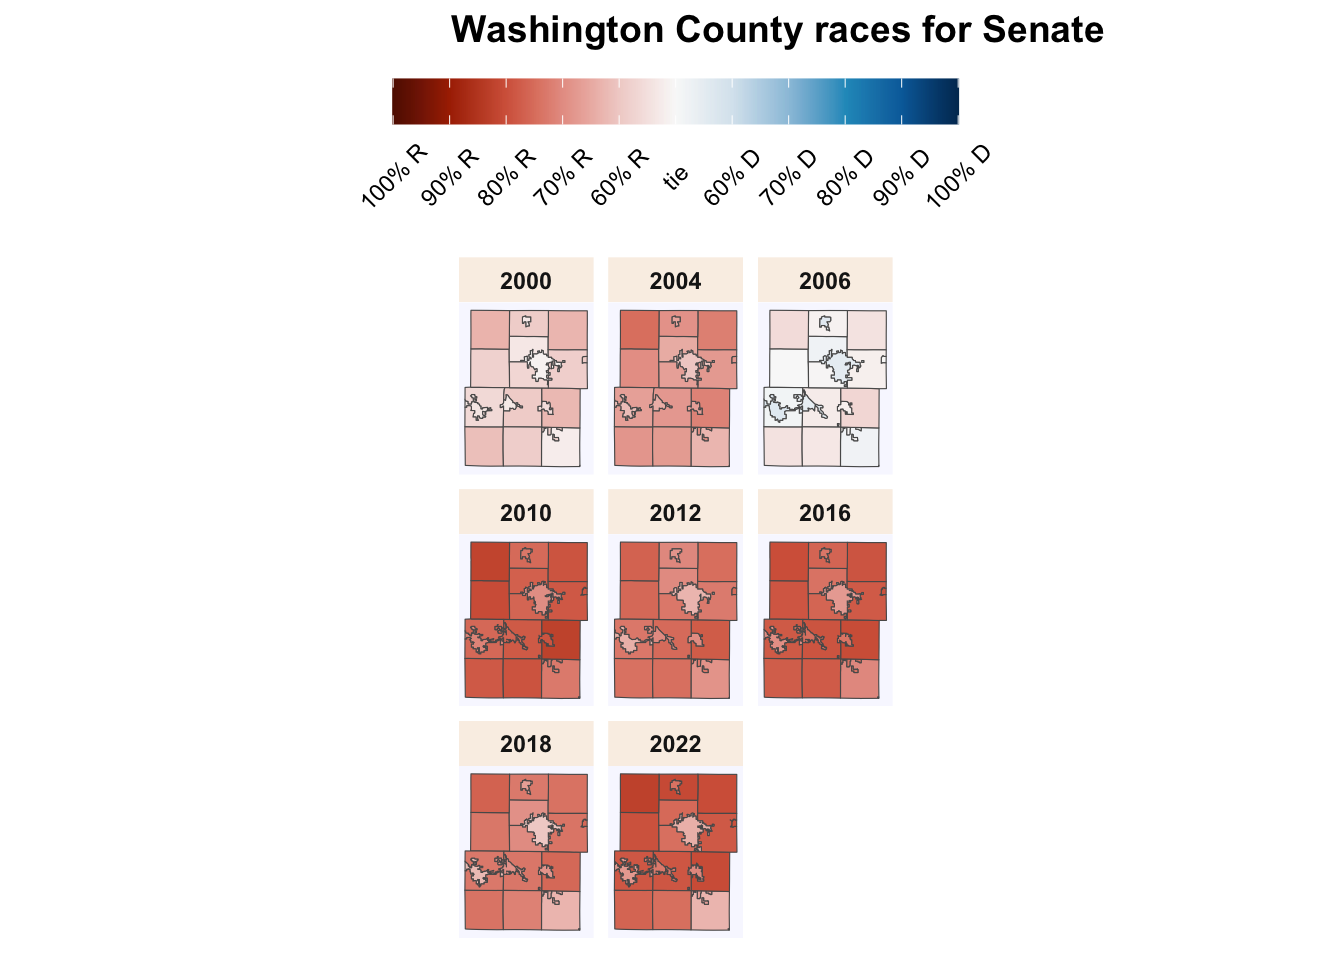 Washington County races for Senate
100% R 90% R 80% R 70% R 60% R tie 60% D 70% D 80% D 90% D 100% D
2000 2004 2006
2010 2012 2016
2018 2022